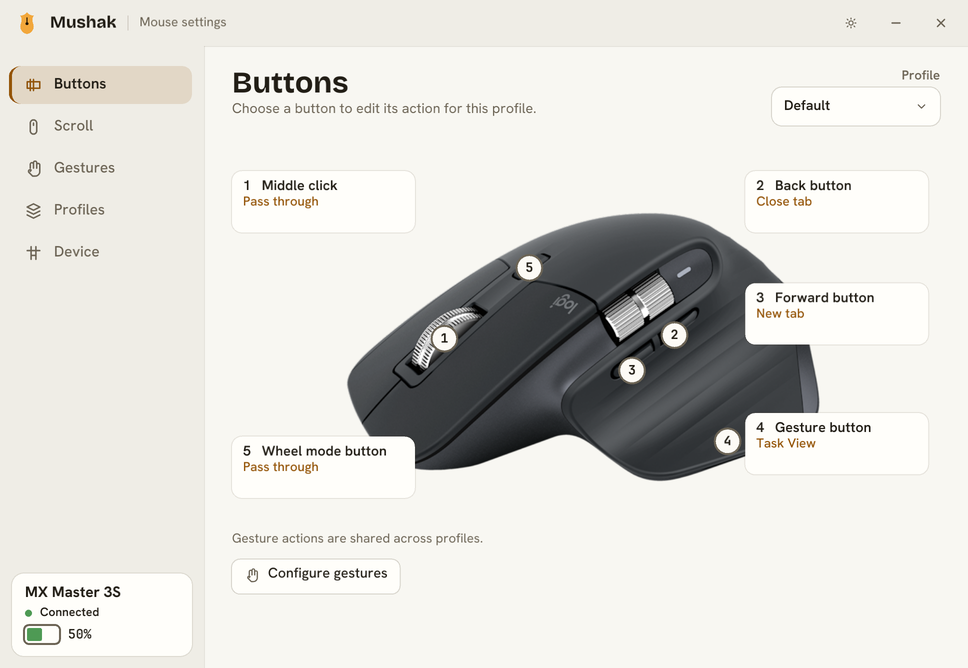 Mushak
Mouse settings
Buttons
Scroll
Gestures
Profiles
Device
Buttons
Choose a button to edit its action for this profile.
Profile
Default
1 Middle click
Pass through
2 Back button
Close tab
3 Forward button
New tab
4 Gesture button
Task View
5 Wheel mode button
Pass through
5
logi
1
2
3
4
Gesture actions are shared across profiles.
Configure gestures
MX Master 3S
Connected
50%